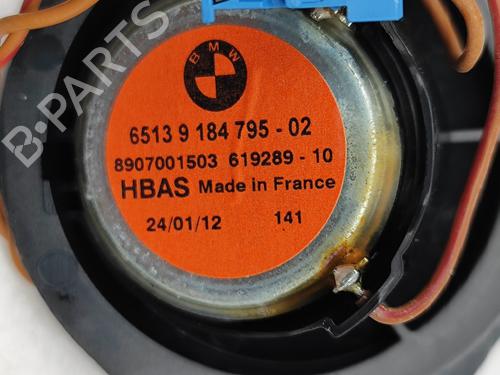 B-PARTS
BMW
6513 9 184 795 - 02
8907001503 619289 - 10
HBAS Made in France
24/01/12 141